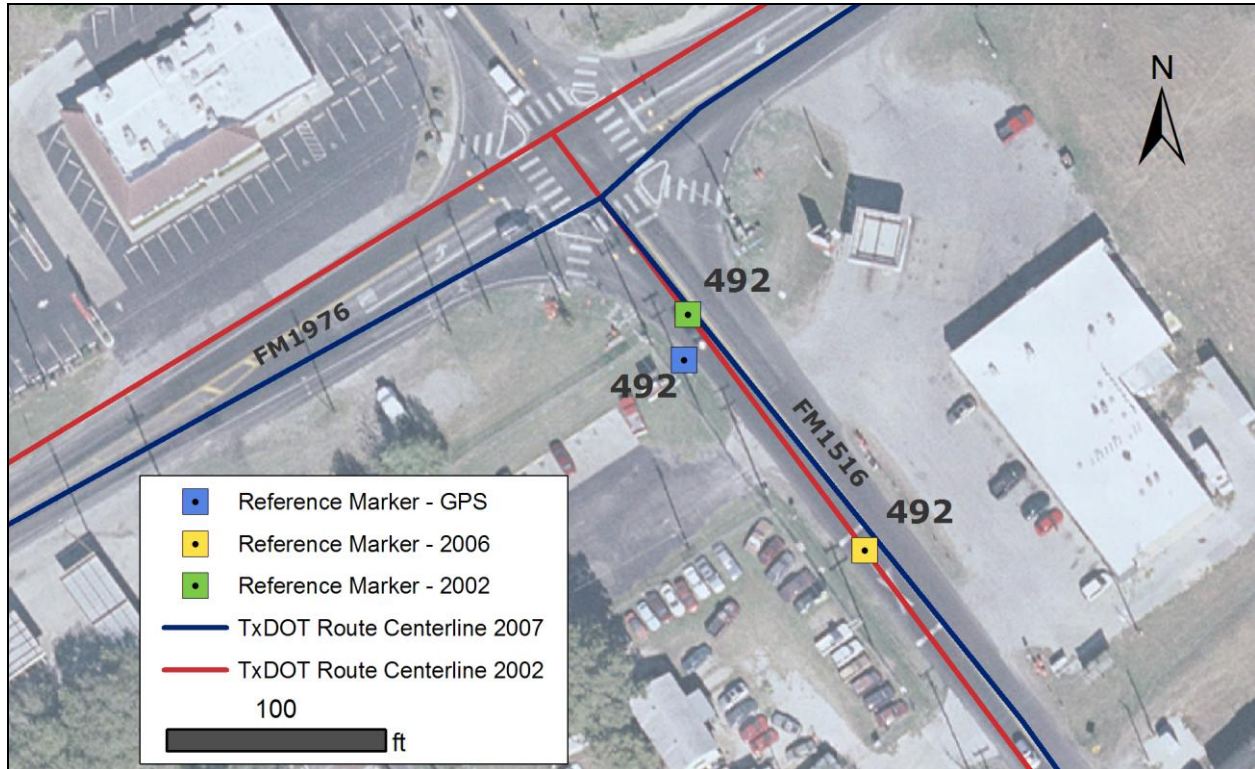 N
492
FM1976
492
FM1516
492
Reference Marker - GPS
Reference Marker - 2006
Reference Marker - 2002
TxDOT Route Centerline 2007
TxDOT Route Centerline 2002
100
ft